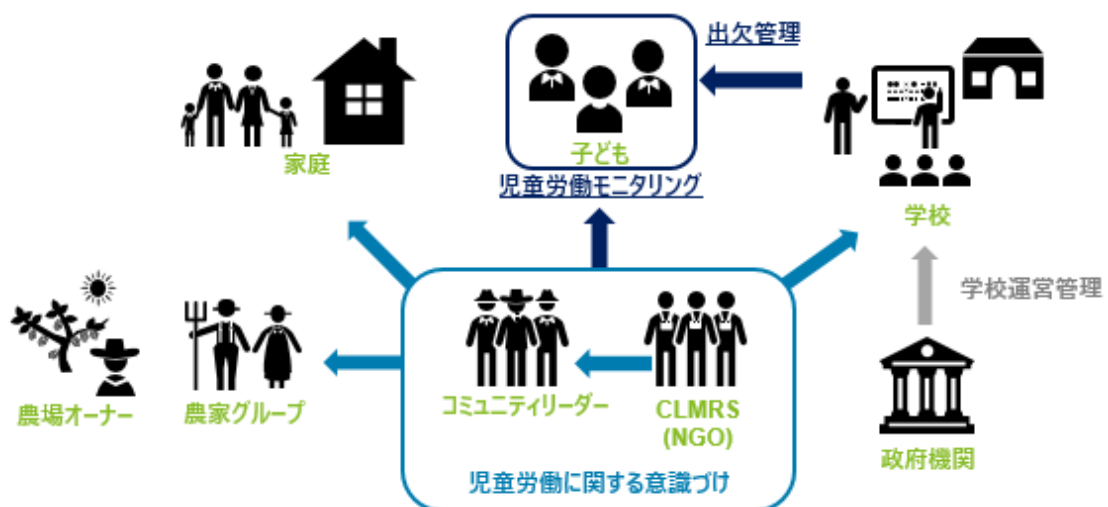 出欠管理
家庭
子ども
児童労働モニタリング
学校
学校運営管理
農場オーナー
農家グループ
コミュニティリーダー
CLMRS
(NGO)
政府機関
児童労働に関する意識づけ